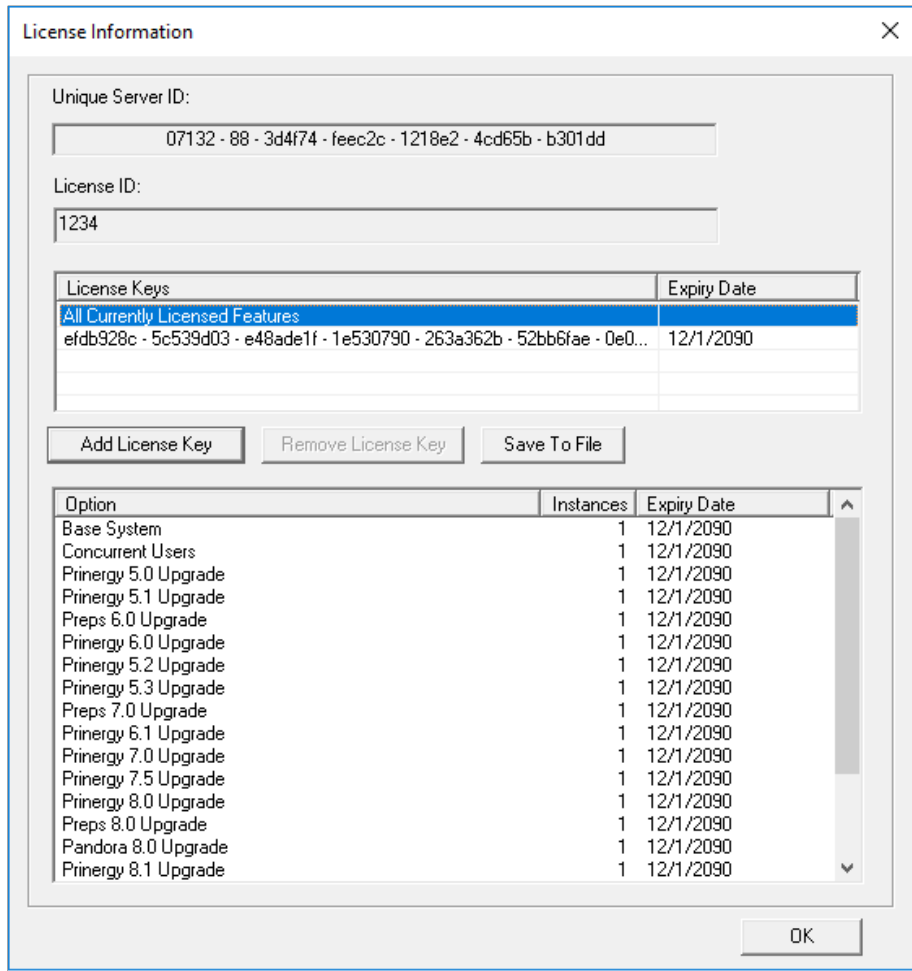 License Information
Unique Server ID:
07132 - 88 - 3d4f74 - feec2c - 1218e2 - 4cd65b - b301dd
License ID:
1234
License Keys Expiry Date
All Currently Licensed Features
efdb928c - 5c539d03 - e48ade1f - 1e530790 - 263a362b - 52bb6fae - 0e0... 12/1/2090
Add License Key Remove License Key Save To File
Option Instances Expiry Date
Base System 1 12/1/2090
Concurrent Users 1 12/1/2090
Prinergy 5.0 Upgrade 1 12/1/2090
Prinergy 5.1 Upgrade 1 12/1/2090
Preps 6.0 Upgrade 1 12/1/2090
Prinergy 6.0 Upgrade 1 12/1/2090
Prinergy 5.2 Upgrade 1 12/1/2090
Prinergy 5.3 Upgrade 1 12/1/2090
Preps 7.0 Upgrade 1 12/1/2090
Prinergy 6.1 Upgrade 1 12/1/2090
Prinergy 7.0 Upgrade 1 12/1/2090
Prinergy 7.5 Upgrade 1 12/1/2090
Prinergy 8.0 Upgrade 1 12/1/2090
Preps 8.0 Upgrade 1 12/1/2090
Pandora 8.0 Upgrade 1 12/1/2090
Prinergy 8.1 Upgrade 1 12/1/2090
OK